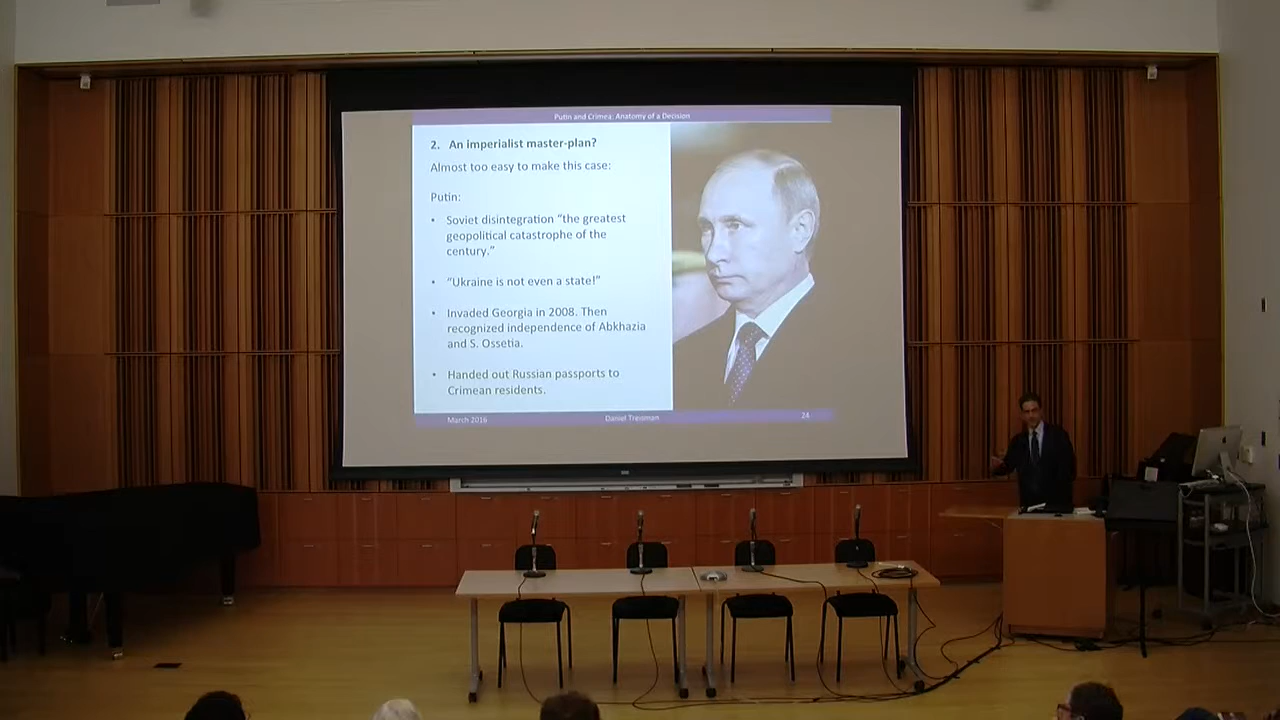 Putin and Crimea: Anatomy of a Decision
2. An imperialist master-plan?
Almost too easy to make this case:
Putin:
• Soviet disintegration “the greatest
geopolitical catastrophe of the
century.”
• “Ukraine is not even a state!”
• Invaded Georgia in 2008. Then
recognized independence of Abkhazia
and S. Ossetia.
• Handed out Russian passports to
Crimean residents.
March 2016 Daniel Treisman 24